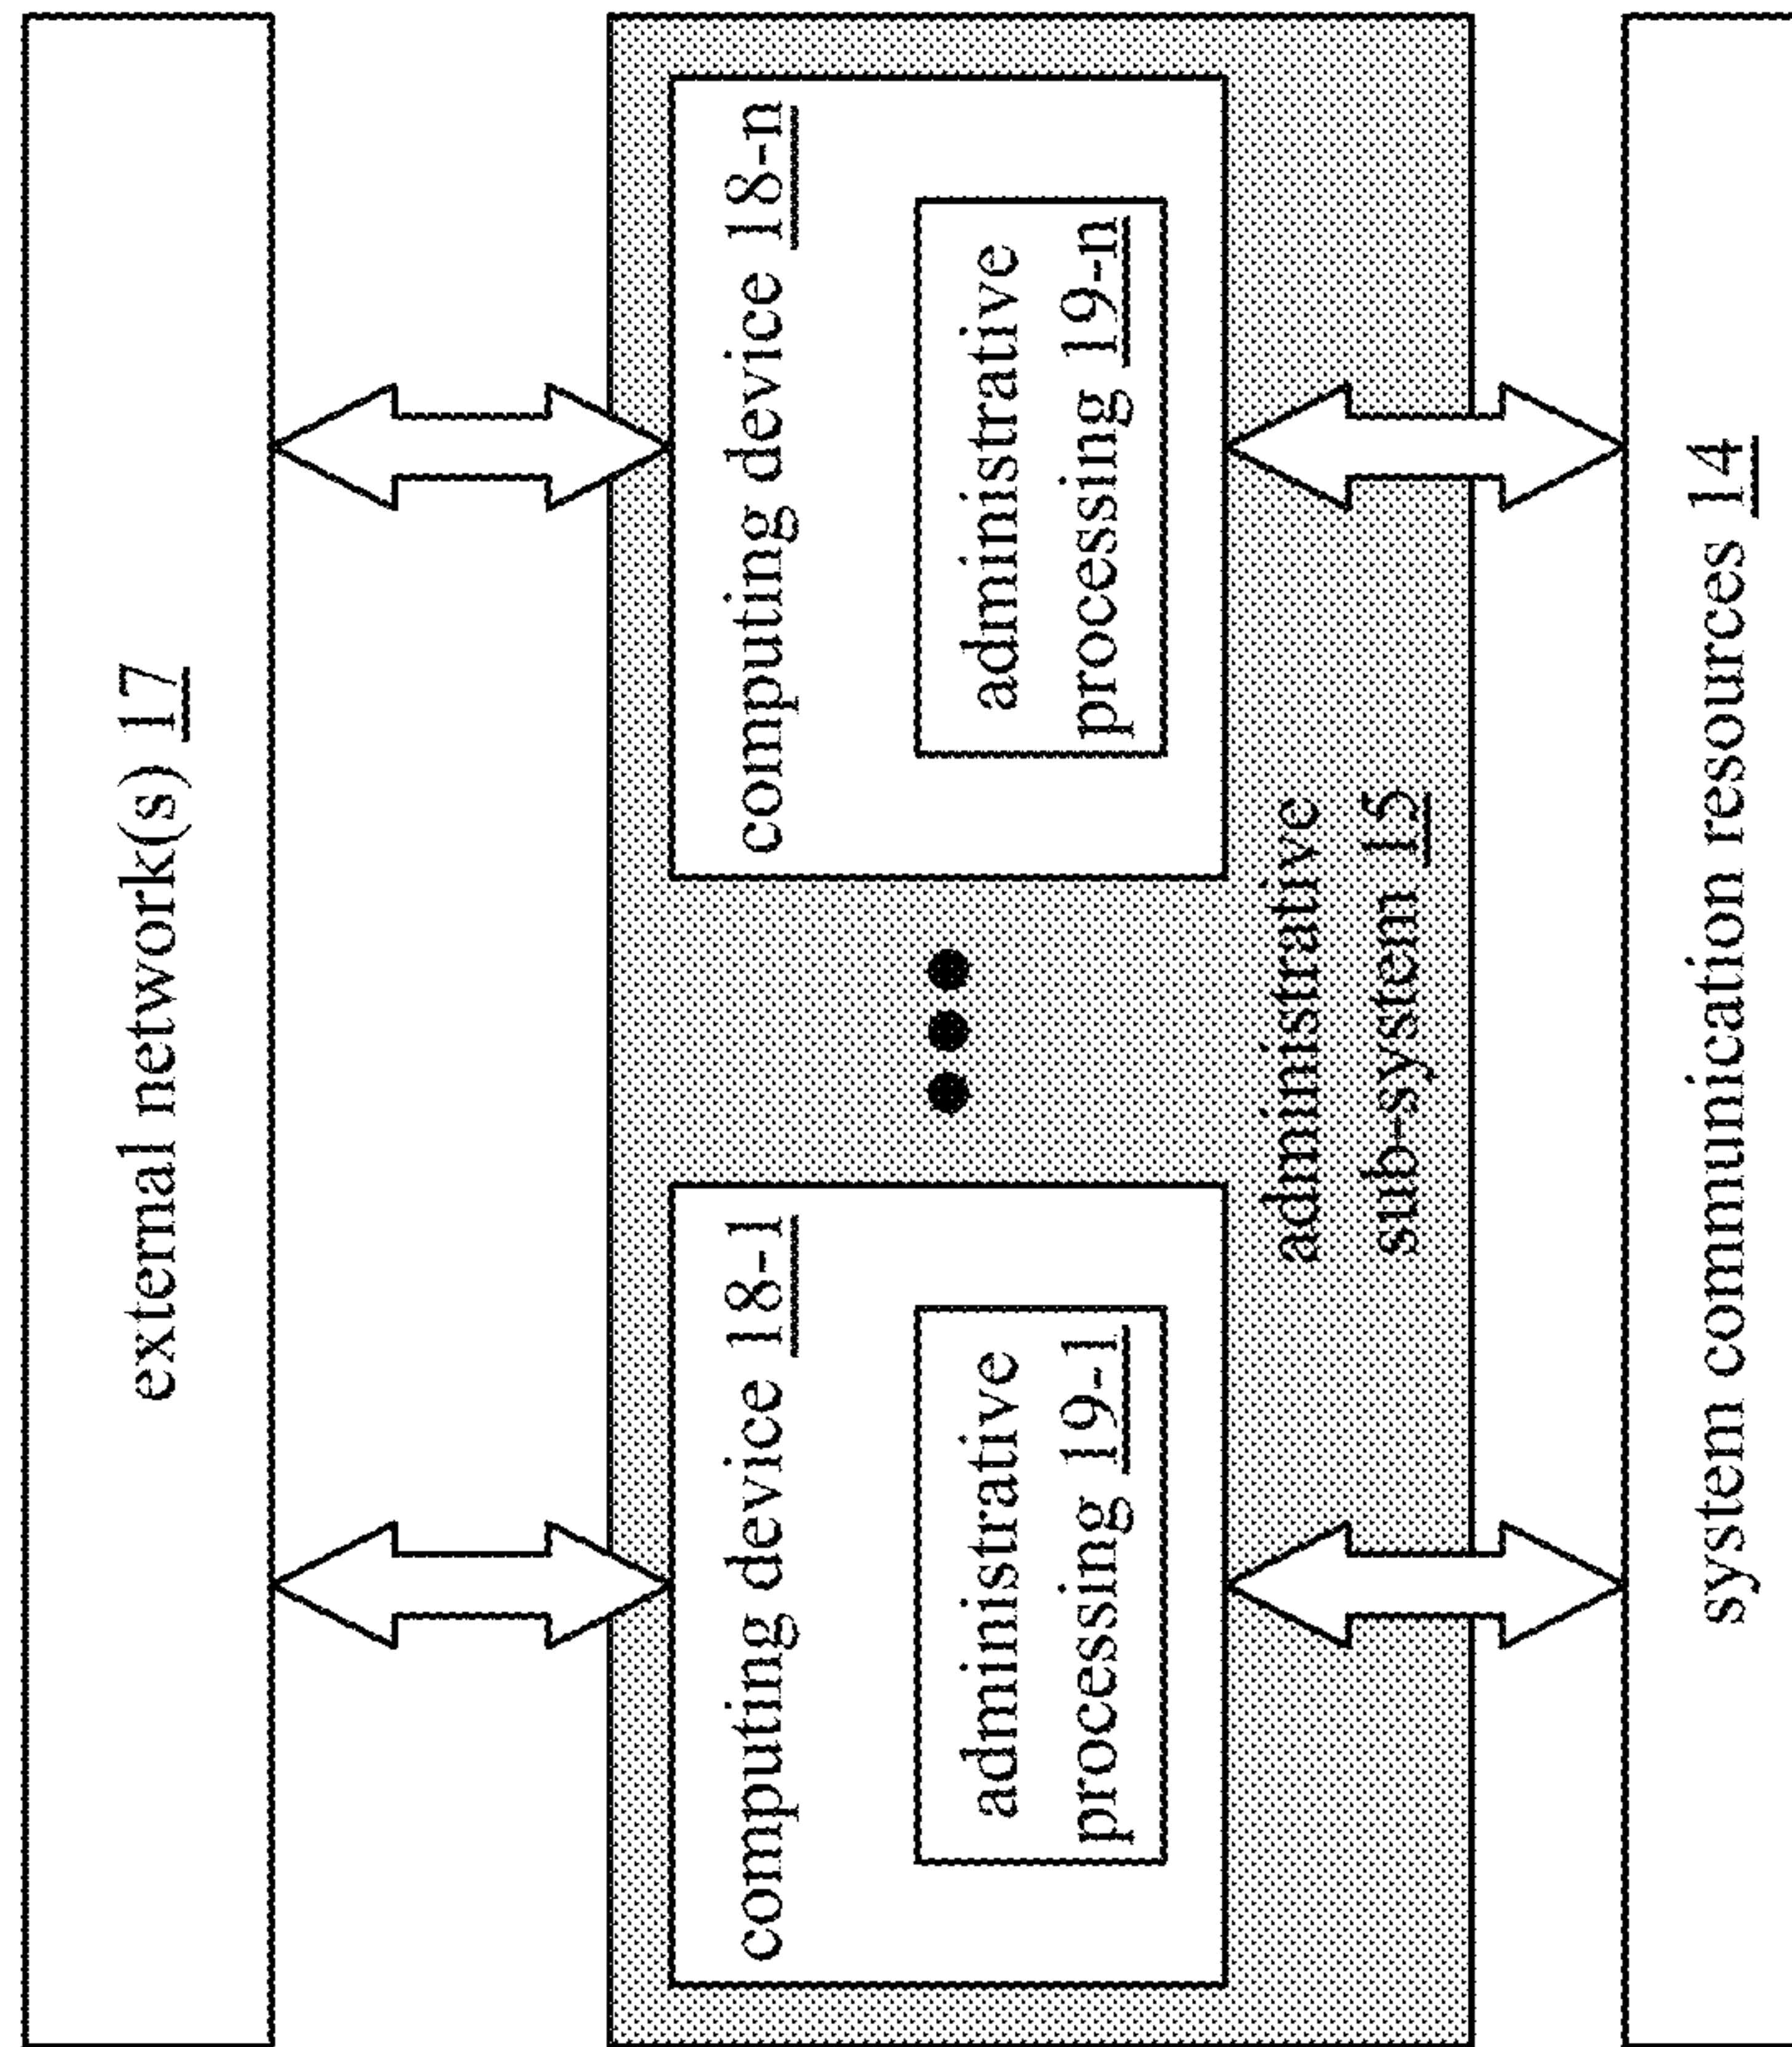 external network(s) 17
computing device 18-1
administrative
processing 19-1
computing device 18-n
administrative
processing 19-n
administrative
sub-system 15
system communication resources 14